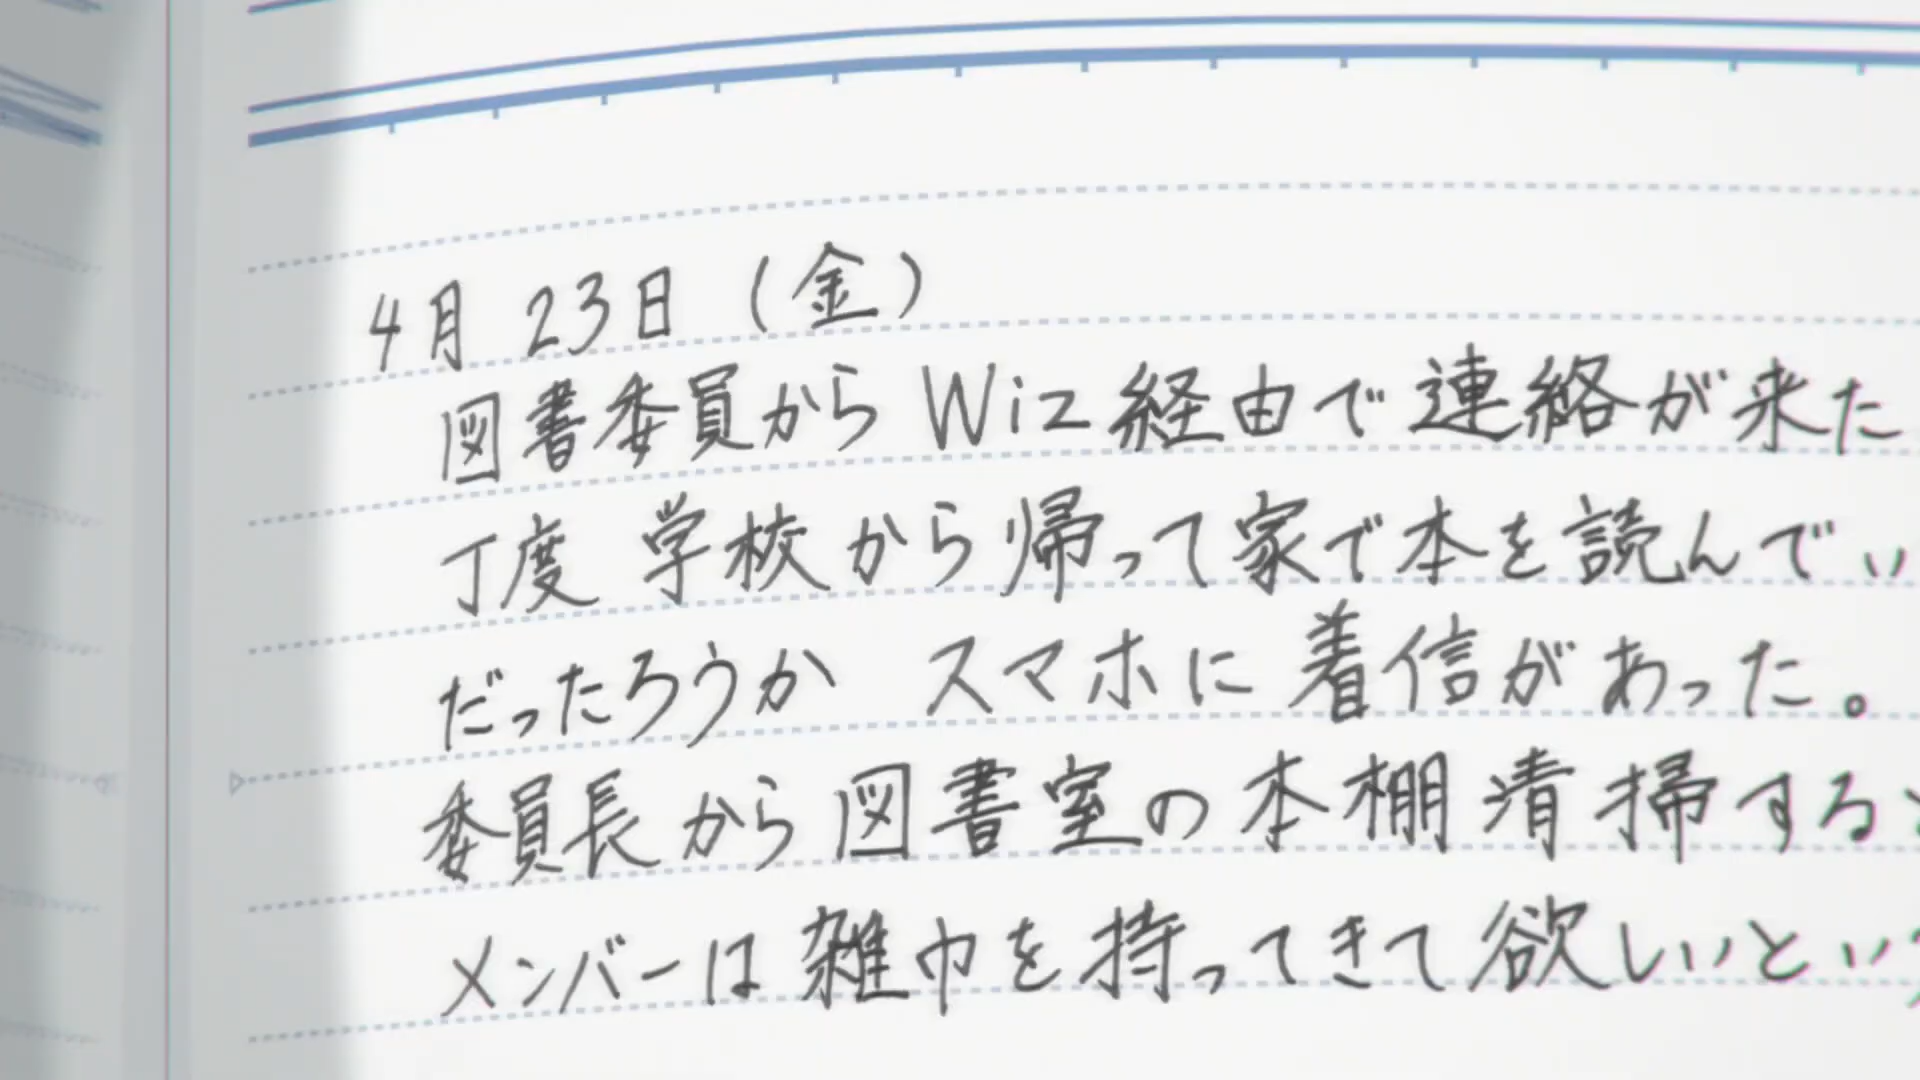 4月 23日 (金)
図書委員から Wiz 経由で連絡が来た
丁度 学校から帰って家で本を読んでい
だったろうか スマホに着信があった。
委員長から図書室の本棚清掃する
メンバーは雑巾を持ってきて欲しいとい